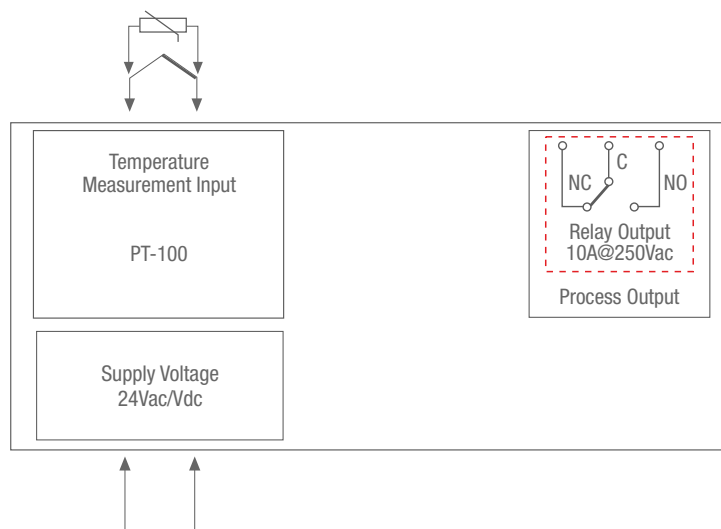 Temperature
Measurement Input
PT-100
C
NC
NO
Relay Output
10A@250Vac
Process Output
Supply Voltage
24Vac/Vdc